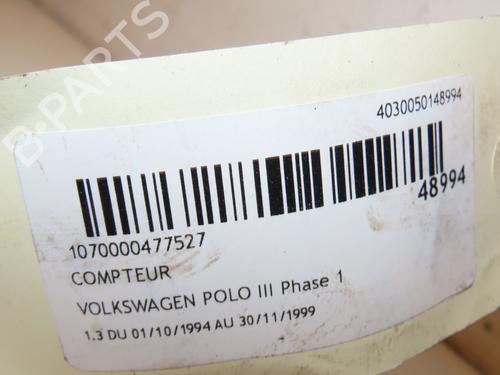 B-PARTS
4030050148994
48994
1070000477527
COMPTEUR
VOLKSWAGEN POLO III Phase 1
1.3 DU 01/10/1994 AU 30/11/1999